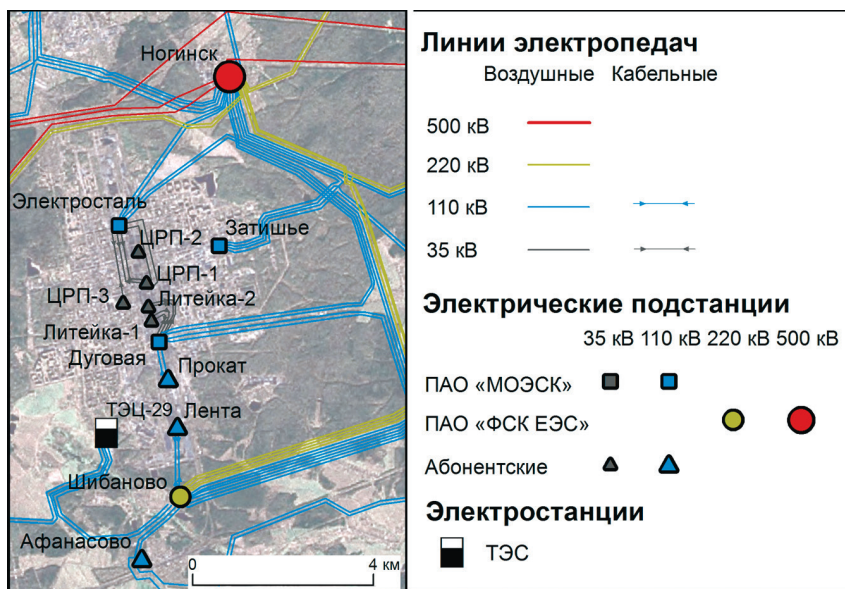 Ногинск
Электросталь
ЦРП-2
Затишье
ЦРП-1
ЦРП-3
Литейка-2
Литейка-1
Дуговая
Прокат
ТЭЦ-29
Лента
Шибаново
Афанасово
0 4 км
Линии электропедач
Воздушные Кабельные
500 кВ
220 кВ
110 кВ
35 кВ
Электрические подстанции
35 кВ 110 кВ 220 кВ 500 кВ
ПАО «МОЭСК»
ПАО «ФСК ЕЭС»
Абонентские
Электростанции
ТЭС